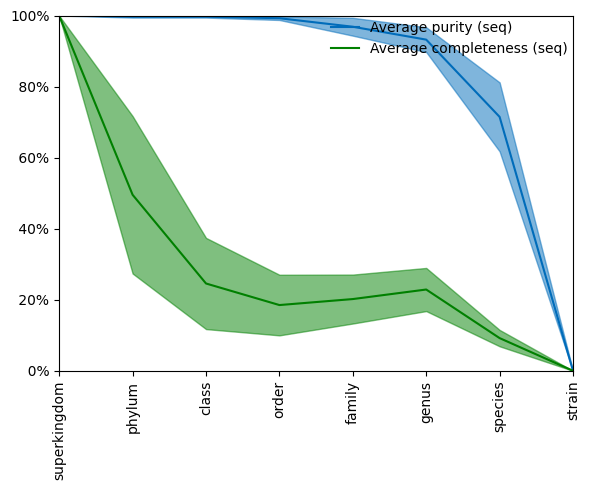 100%
80%
60%
40%
20%
0%
Average purity (seq)
Average completeness (seq)
superkingdom
phylum
class
order
family
genus
species
strain